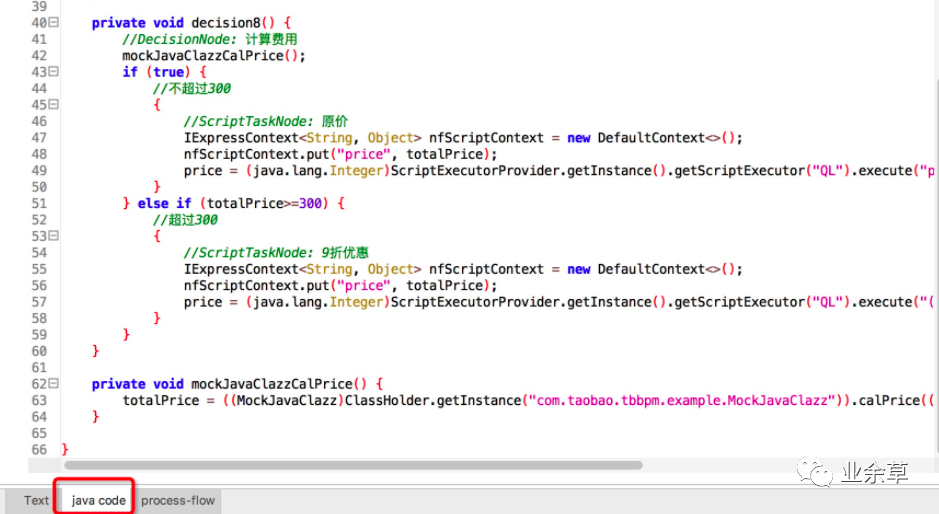 39
40 private void decision8() {
41 //DecisionNode: 计算费用
42 mockJavaClazzCalPrice();
43 if (true) {
44 //不超过300
45 {
46 //ScriptTaskNode: 原价
47 IExpressContext<String, Object> nfScriptContext = new DefaultContext<>();
48 nfScriptContext.put("price", totalPrice);
49 price = (java.lang.Integer)ScriptExecutorProvider.getInstance().getScriptExecutor("QL").execute("p
50 }
51 } else if (totalPrice>=300) {
52 //超过300
53 {
54 //ScriptTaskNode: 9折优惠
55 IExpressContext<String, Object> nfScriptContext = new DefaultContext<>();
56 nfScriptContext.put("price", totalPrice);
57 price = (java.lang.Integer)ScriptExecutorProvider.getInstance().getScriptExecutor("QL").execute("(
58 }
59 }
60 }
61
62 private void mockJavaClazzCalPrice() {
63 totalPrice = ((MockJavaClazz)ClassHolder.getInstance("com.taobao.tbbpm.example.MockJavaClazz")).calPrice((
64 }
65
66 }
业余草
Text java code process-flow